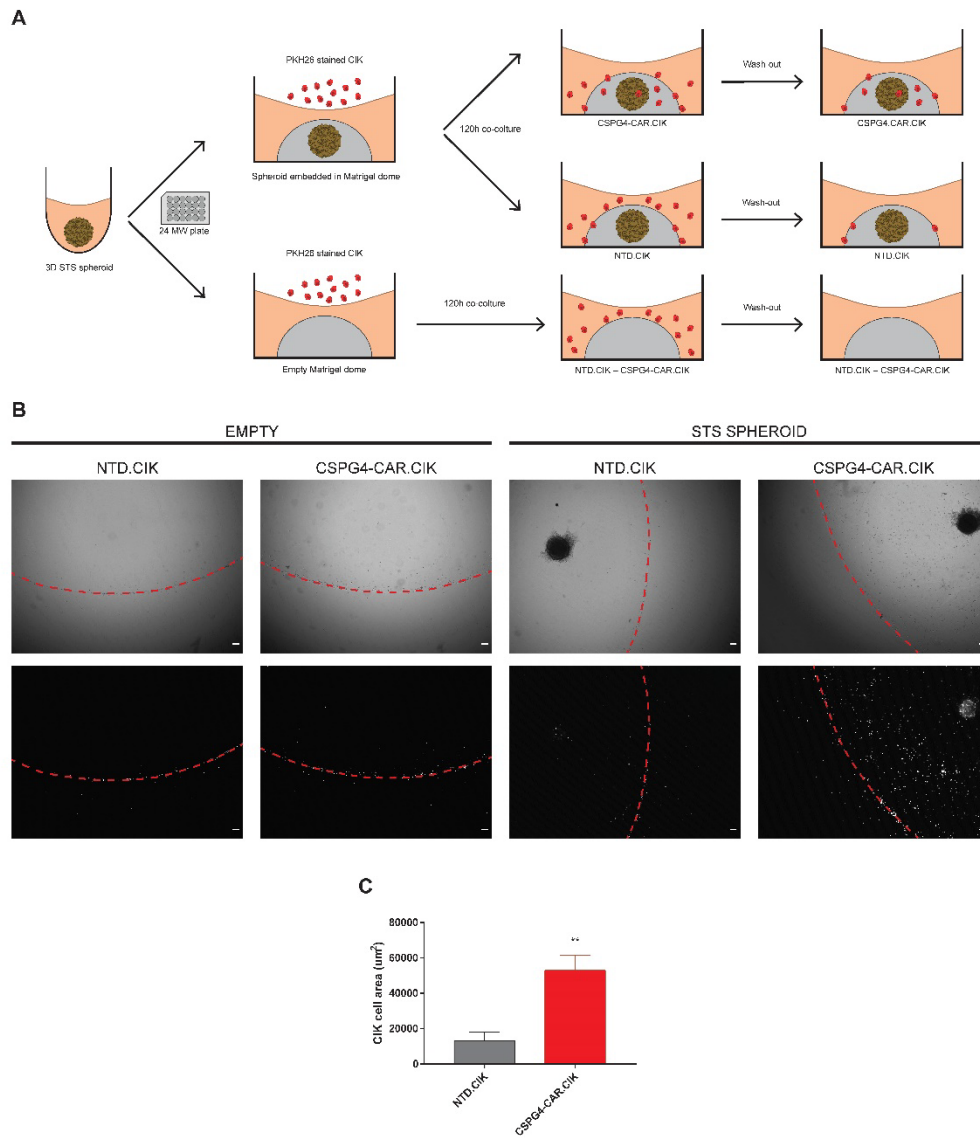 A
PKH26 stained CIK
Spheroid embedded in Matrigel dome
3D STS spheroid
24 MW plate
PKH26 stained CIK
Empty Matrigel dome
120h co-colture
CSPG4-CAR.CIK
Wash out
CSPG4.CAR.CIK
NTD.CIK
Wash-out
NTD.CIK
120h co-colture
NTD.CIK – CSPG4-CAR.CIK
Wash-out
NTD.CIK – CSPG4-CAR.CIK
B
EMPTY
STS SPHEROID
NTD.CIK
CSPG4-CAR.CIK
NTD.CIK
CSPG4-CAR.CIK
C
CIK cell area (um²)
80000
60000
40000
20000
0
**
NTD.CIK
CSPG4-CAR.CIK